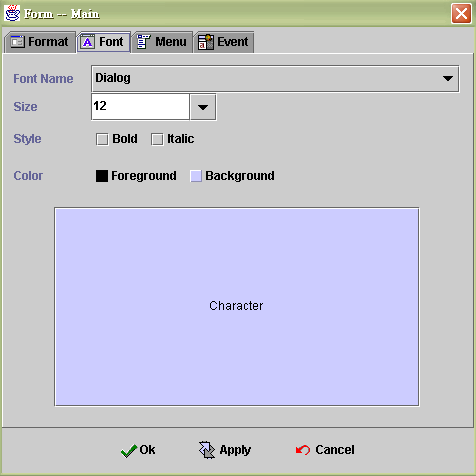 Form -- Main
Format Font Menu Event
Font Name Dialog
Size 12
Style Bold Italic
Color Foreground Background
Character
Ok Apply Cancel